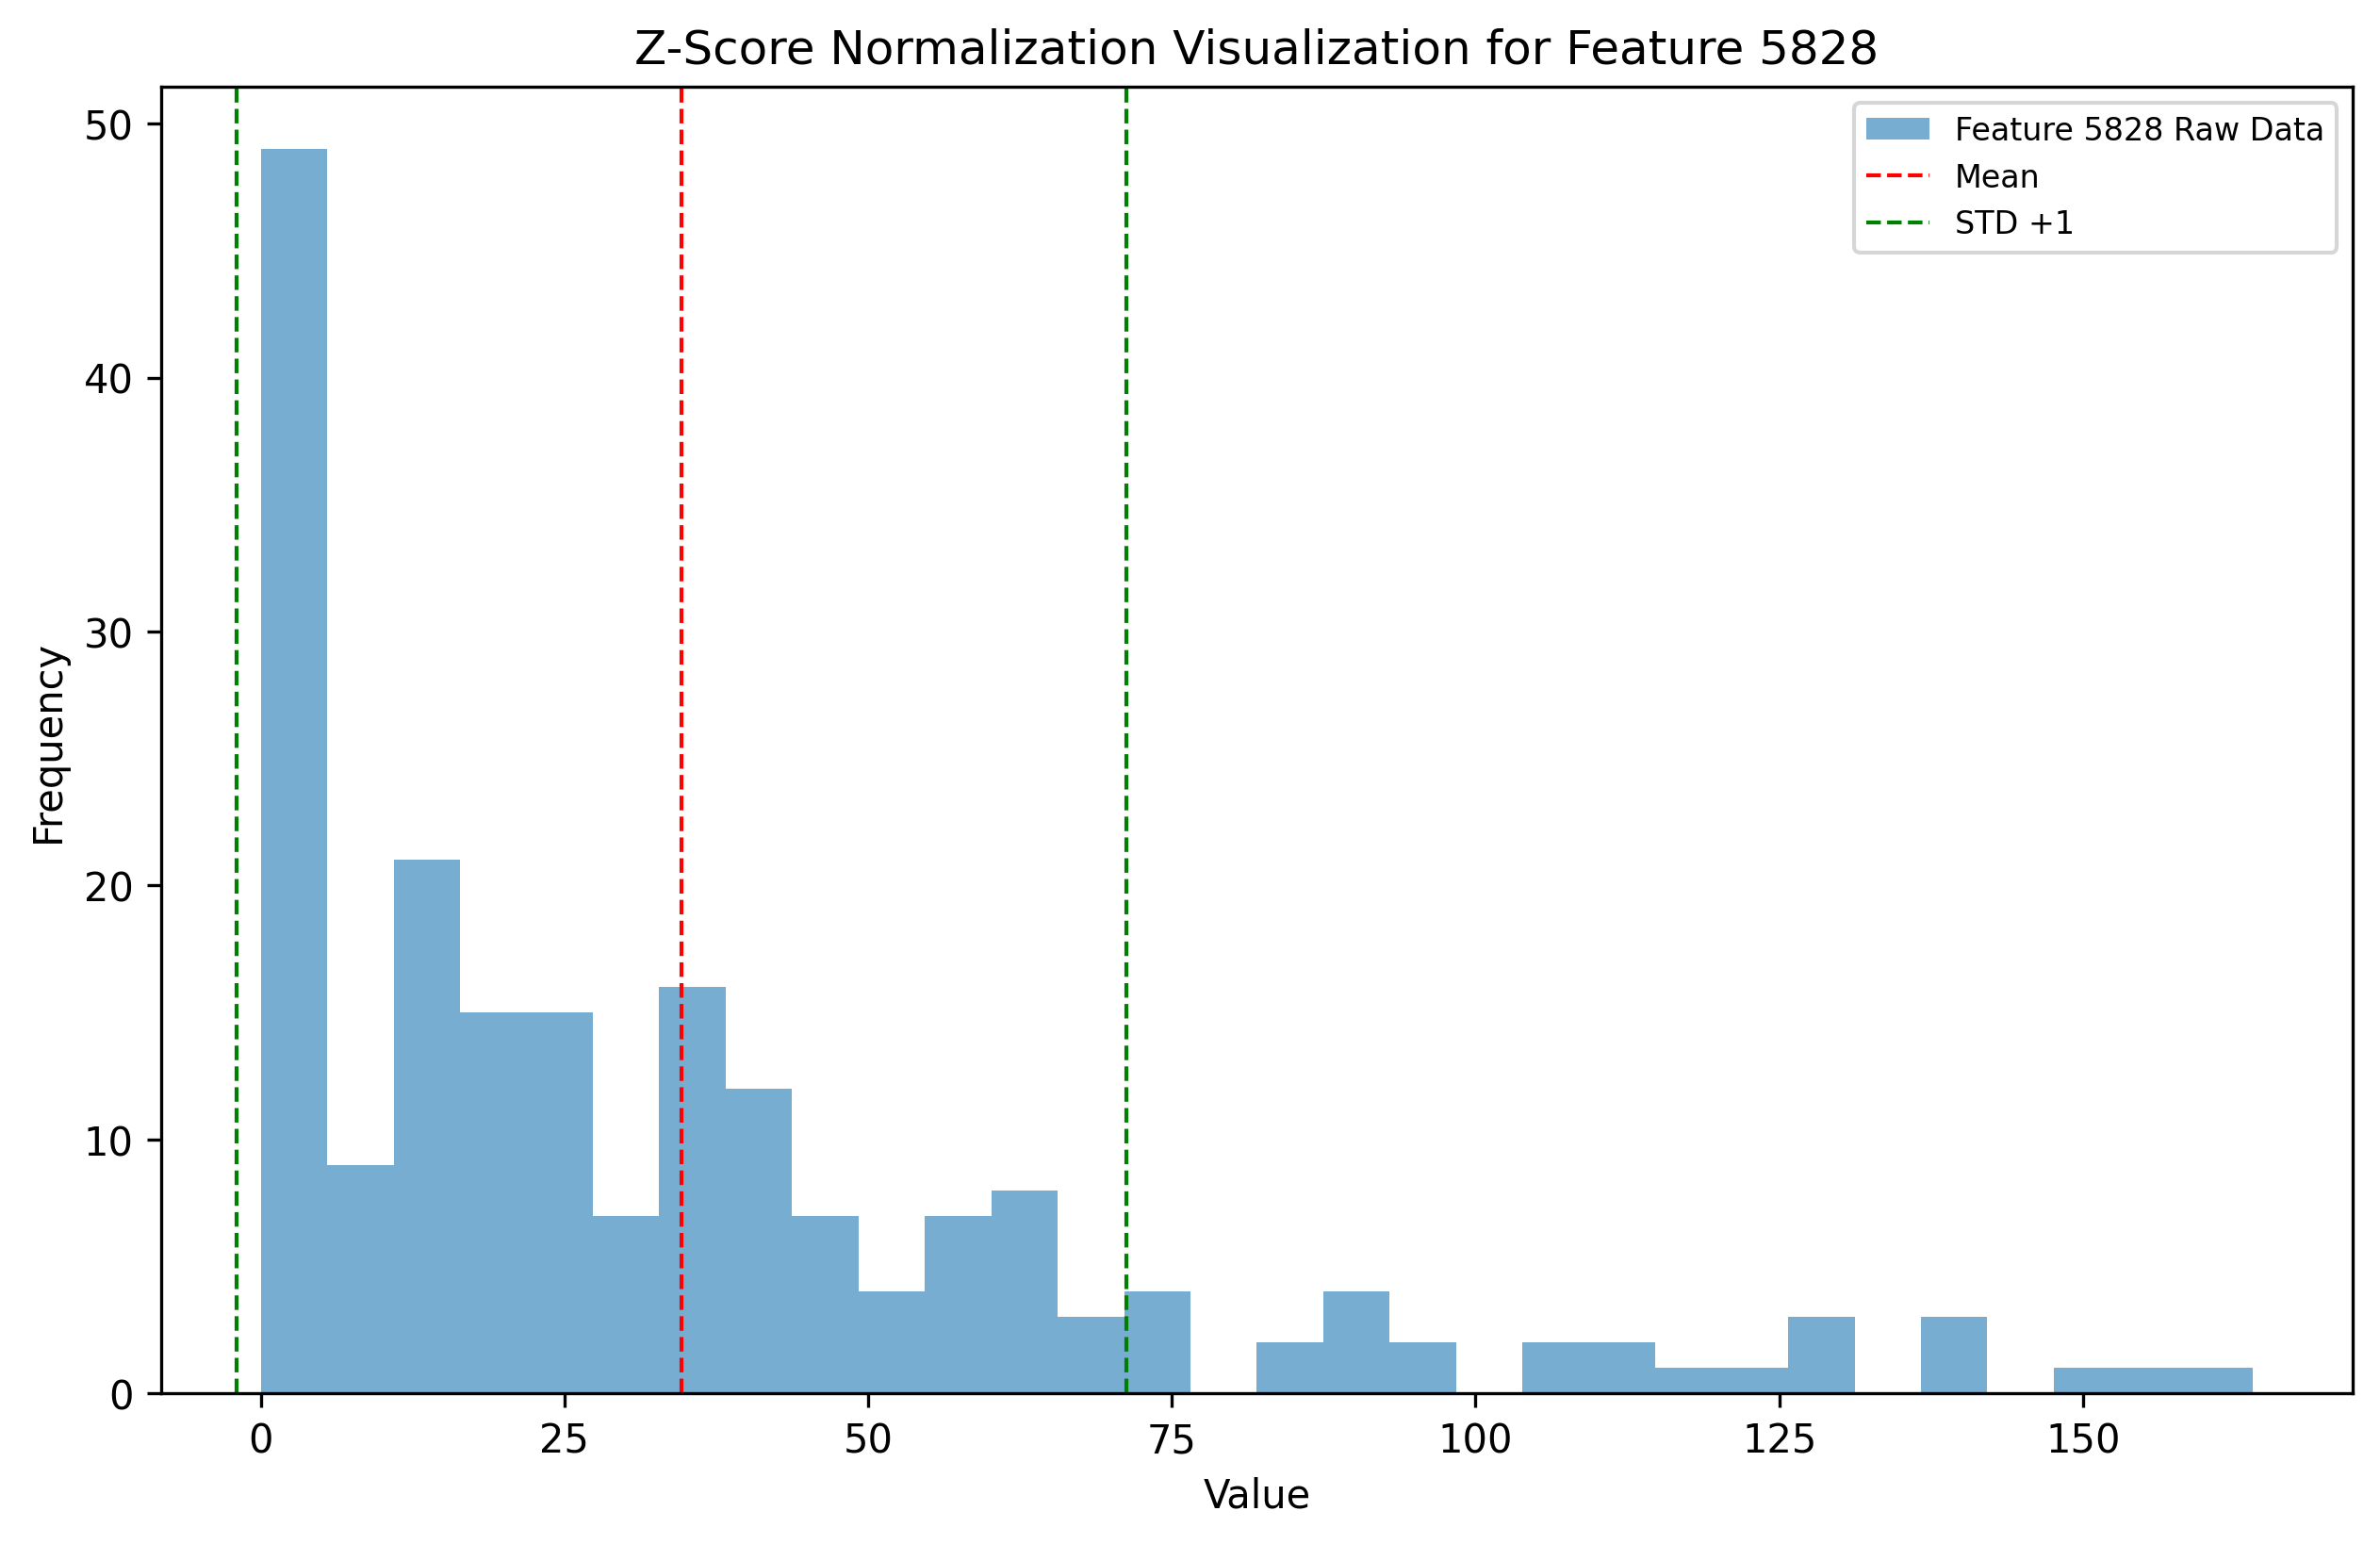 Z-Score Normalization Visualization for Feature 5828
Feature 5828 Raw Data
Mean
STD +1
50
40
30
20
10
0
Frequency
0 25 50 75 100 125 150
Value